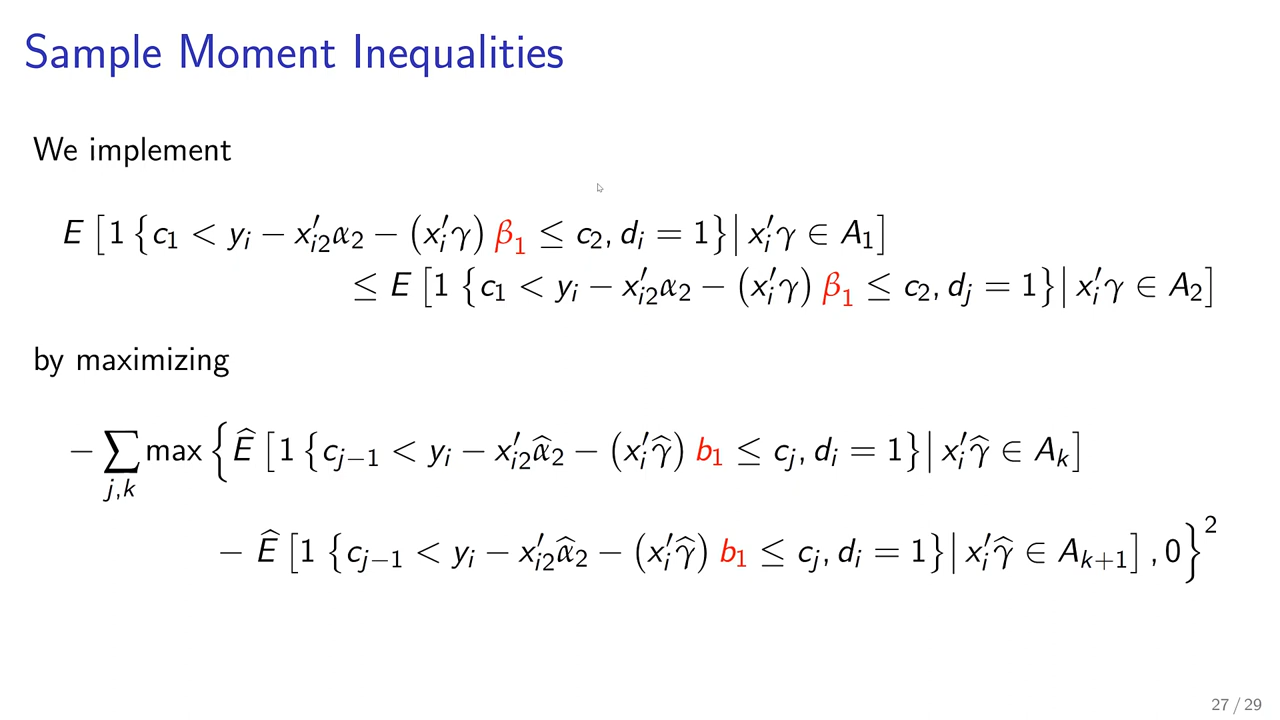 Sample Moment Inequalities
We implement
E [1 {c₁ < yᵢ − x′ᵢ₂α₂ − (x′ᵢγ) β₁ ≤ c₂, dᵢ = 1}| x′ᵢγ ∈ A₁]
≤ E [1 {c₁ < yᵢ − x′ᵢ₂α₂ − (x′ᵢγ) β₁ ≤ c₂, dⱼ = 1}| x′ᵢγ ∈ A₂]
by maximizing
− ∑_{j,k} max {Ê [1 {c_{j−1} < yᵢ − x′ᵢ₂α̂₂ − (x′ᵢγ̂) b₁ ≤ cⱼ, dᵢ = 1}| x′ᵢγ̂ ∈ Aₖ]
− Ê [1 {c_{j−1} < yᵢ − x′ᵢ₂α̂₂ − (x′ᵢγ̂) b₁ ≤ cⱼ, dᵢ = 1}| x′ᵢγ̂ ∈ A_{k+1}] , 0}²
27 / 29